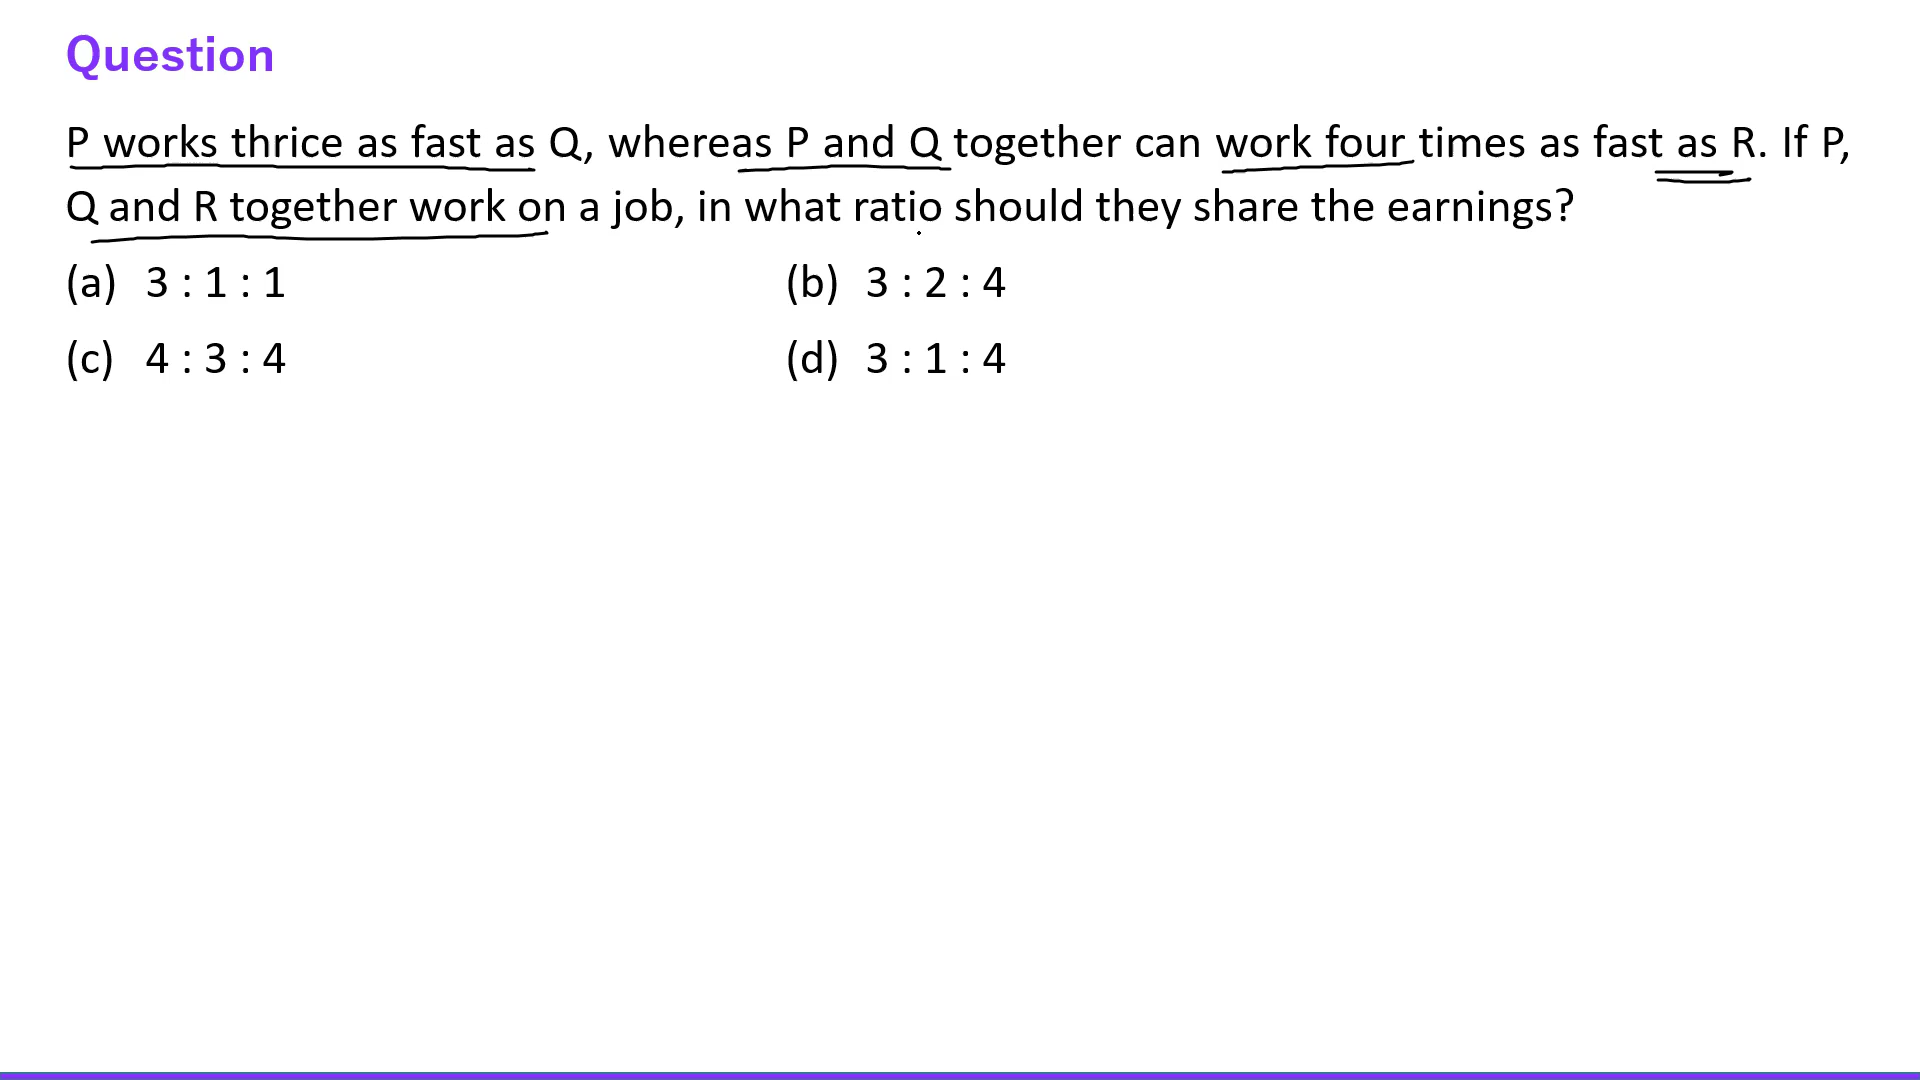 Question
P works thrice as fast as Q, whereas P and Q together can work four times as fast as R. If P,
Q and R together work on a job, in what ratio should they share the earnings?
(a) 3 : 1 : 1 (b) 3 : 2 : 4
(c) 4 : 3 : 4 (d) 3 : 1 : 4